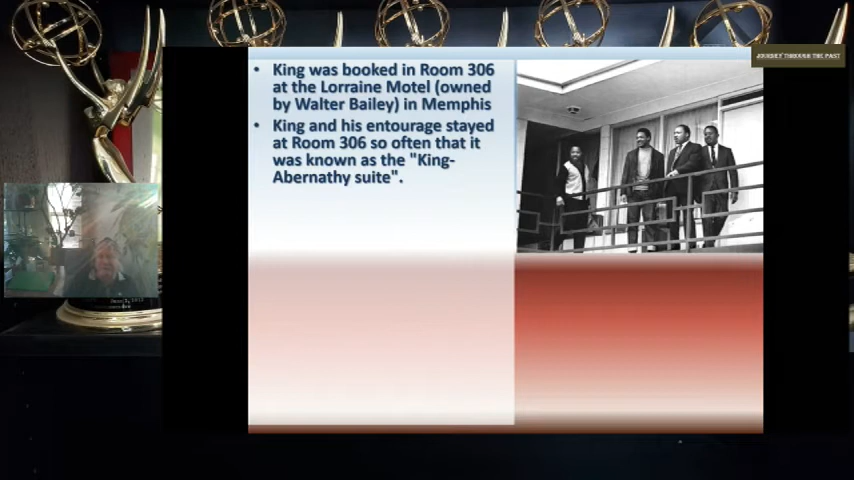 JOURNEY THROUGH THE PAST
• King was booked in Room 306
at the Lorraine Motel (owned
by Walter Bailey) in Memphis
• King and his entourage stayed
at Room 306 so often that it
was known as the "King-
Abernathy suite".